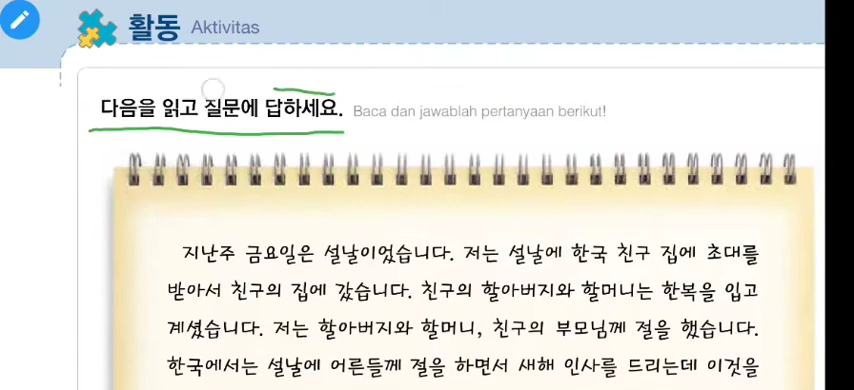 활동 Aktivitas
다음을 읽고 질문에 답하세요. Baca dan jawablah pertanyaan berikut!
지난주 금요일은 설날이었습니다. 저는 설날에 한국 친구 집에 초대를
받아서 친구의 집에 갔습니다. 친구의 할아버지와 할머니는 한복을 입고
계셨습니다. 저는 할아버지와 할머니, 친구의 부모님께 절을 했습니다.
한국에서는 설날에 어른들께 절을 하면서 새해 인사를 드리는데 이것을